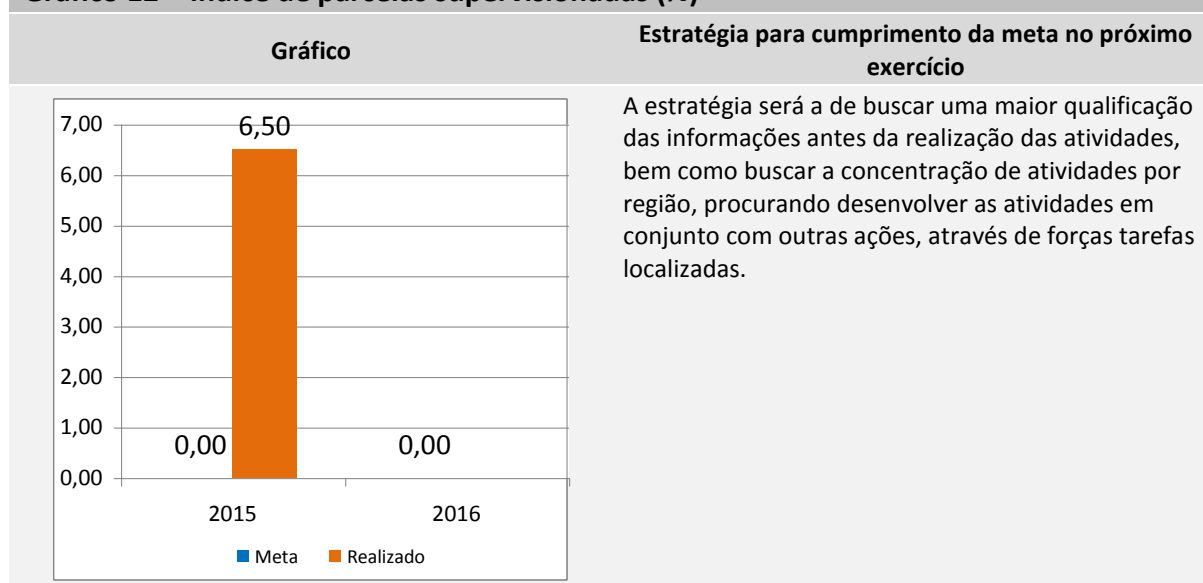 Gráfico
Estratégia para cumprimento da meta no próximo
exercício
7,00
6,00
5,00
4,00
3,00
2,00
1,00
0,00
6,50
0,00
0,00
2015
2016
Meta
Realizado
A estratégia será a de buscar uma maior qualificação
das informações antes da realização das atividades,
bem como buscar a concentração de atividades por
região, procurando desenvolver as atividades em
conjunto com outras ações, através de forças tarefas
localizadas.